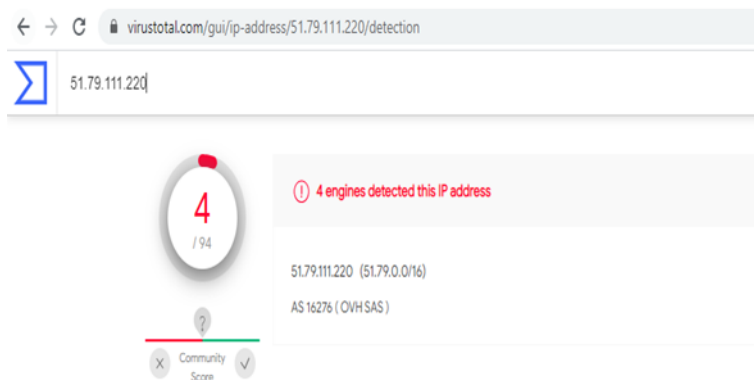 virustotal.com/gui/ip-address/51.79.111.220/detection
51.79.111.220
4
/ 94
4 engines detected this IP address
51.79.111.220 (51.79.0.0/16)
AS 16276 ( OVH SAS )
?
Community
Score